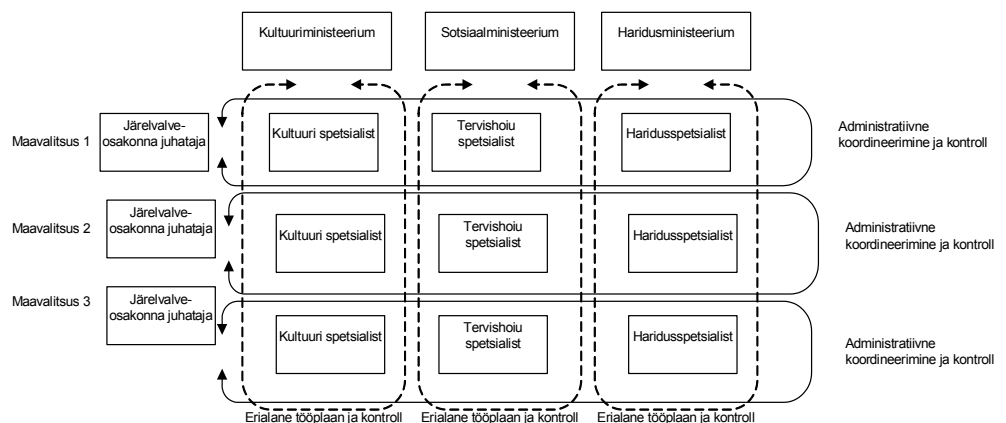 Kultuuriministeerium
Sotsiaalministeerium
Haridusministeerium
Maavalitsus 1
Järelvalve-
osakonna juhataja
Kultuuri spetsialist
Tervishoiu
spetsialist
Haridusspetsialist
Administratiivne
koordineerimine ja kontroll
Maavalitsus 2
Järelvalve-
osakonna juhataja
Kultuuri spetsialist
Tervishoiu
spetsialist
Haridusspetsialist
Administratiivne
koordineerimine ja kontroll
Maavalitsus 3
Järelvalve-
osakonna juhataja
Kultuuri spetsialist
Tervishoiu
spetsialist
Haridusspetsialist
Administratiivne
koordineerimine ja kontroll
Erialane tööplaan ja kontroll
Erialane tööplaan ja kontroll
Erialane tööplaan ja kontroll